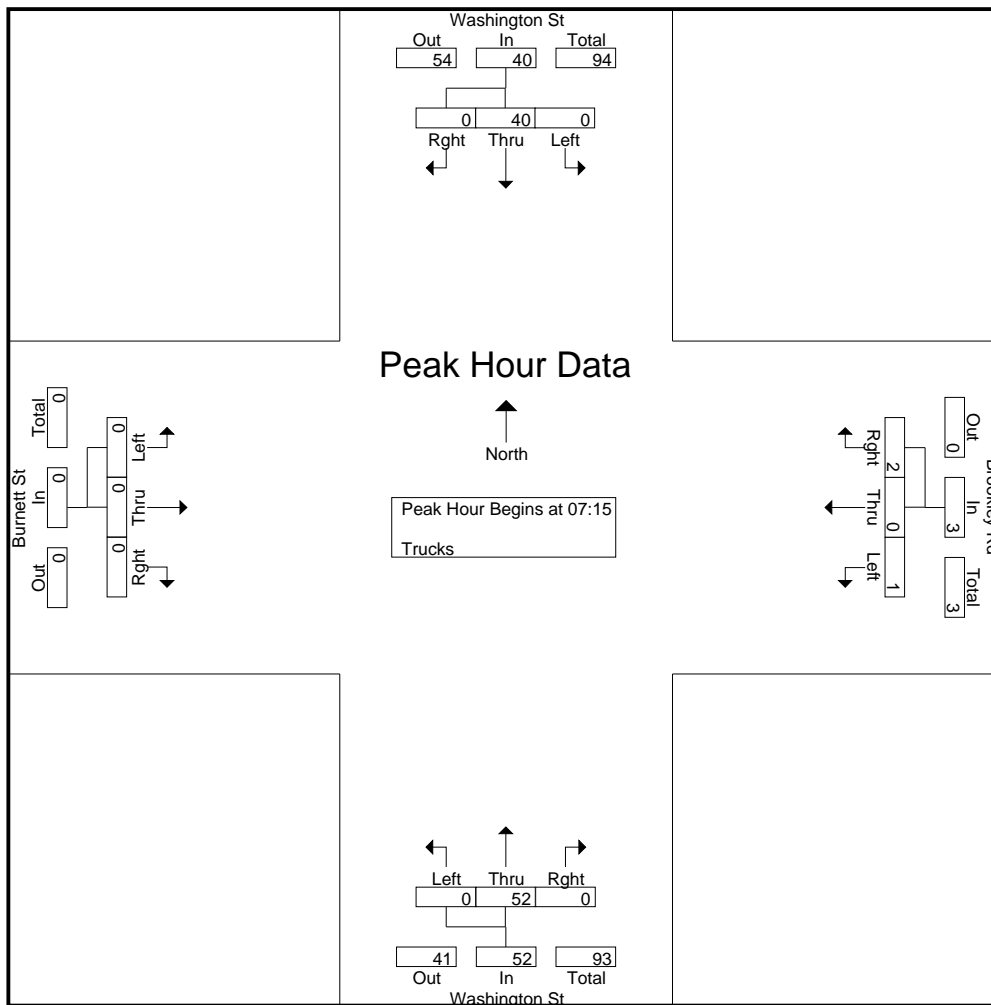 Washington St
Out In Total
54 40 94
0 40 0
Rght Thru Left
Peak Hour Data
North
Peak Hour Begins at 07:15
Trucks
Burnett St
Total In Out
0 0 0
0 0 0
Left Thru Rght
Out In Total
0 3 3
2 0 1
Rght Thru Left
Left Thru Rght
0 52 0
41 52 93
Out In Total
Washington St